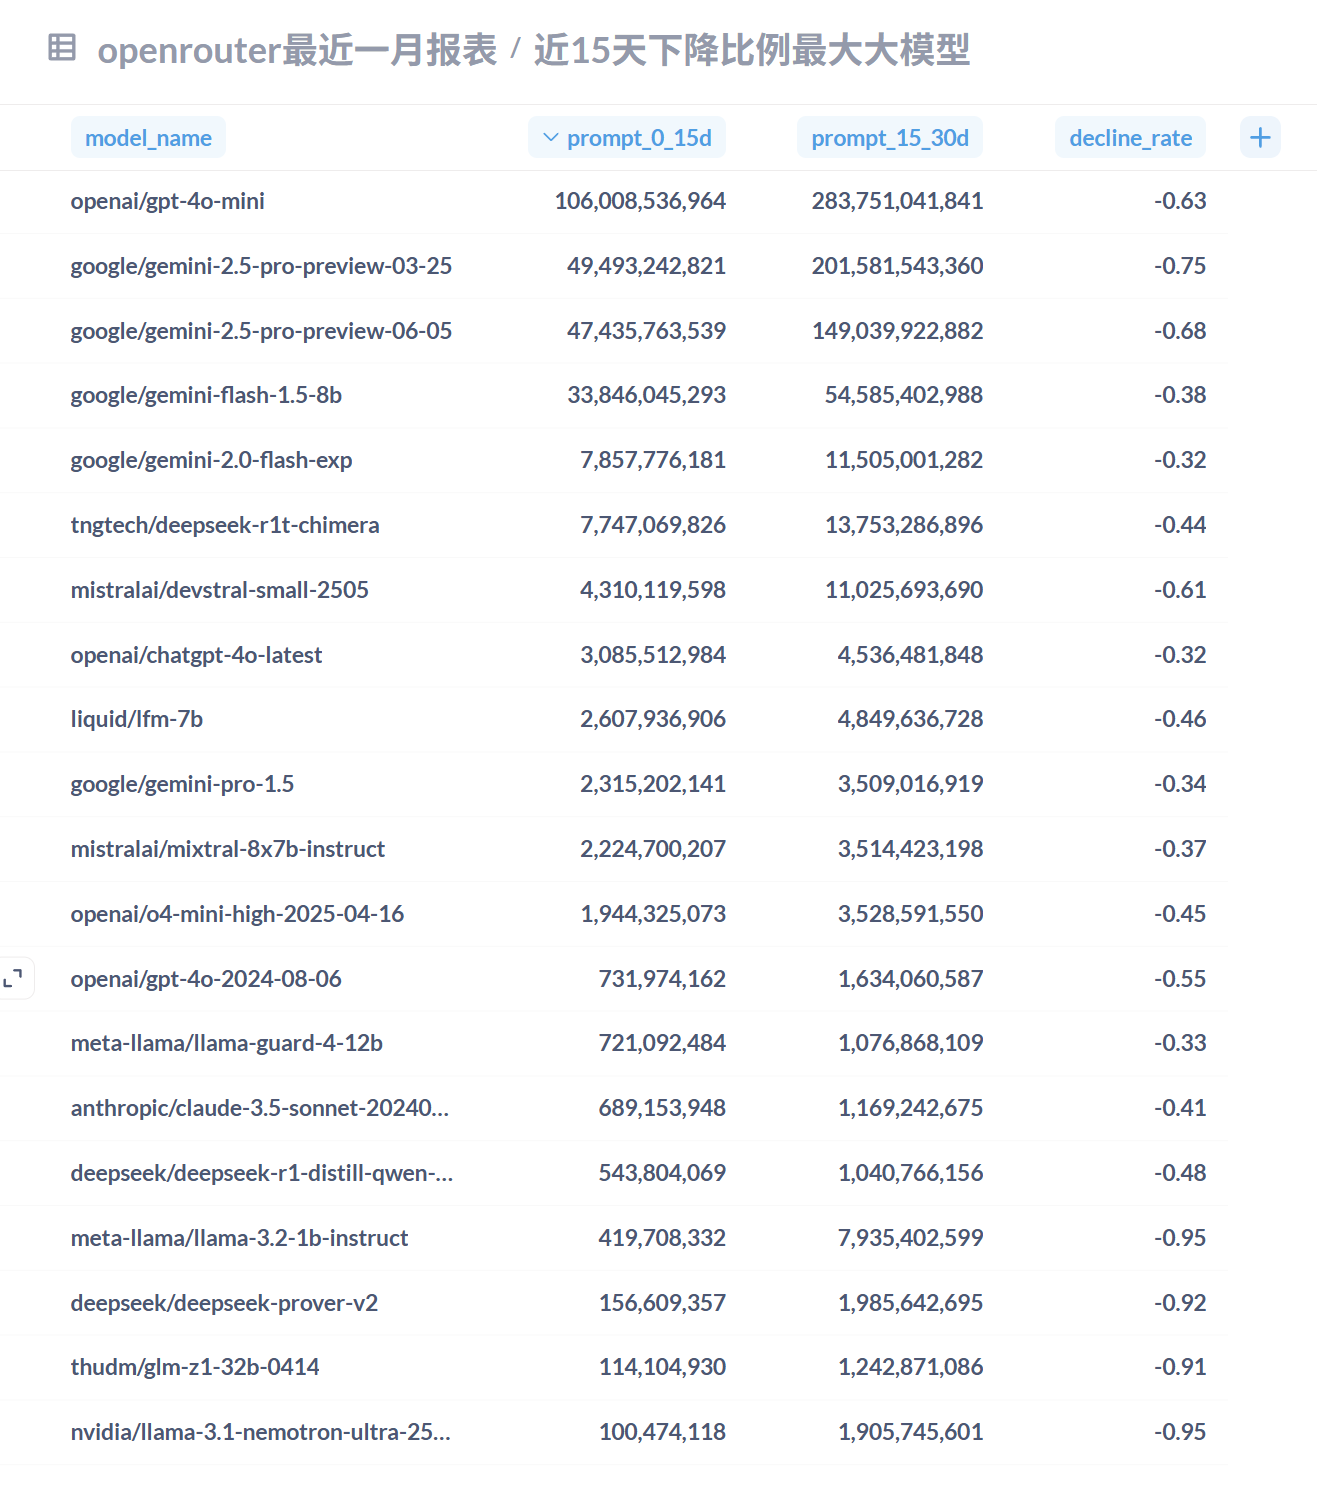 openrouter最近一月报表 / 近15天下降比例最大大模型
model_name prompt_0_15d prompt_15_30d decline_rate +
openai/gpt-4o-mini 106,008,536,964 283,751,041,841 -0.63
google/gemini-2.5-pro-preview-03-25 49,493,242,821 201,581,543,360 -0.75
google/gemini-2.5-pro-preview-06-05 47,435,763,539 149,039,922,882 -0.68
google/gemini-flash-1.5-8b 33,846,045,293 54,585,402,988 -0.38
google/gemini-2.0-flash-exp 7,857,776,181 11,505,001,282 -0.32
tngtech/deepseek-r1t-chimera 7,747,069,826 13,753,286,896 -0.44
mistralai/devstral-small-2505 4,310,119,598 11,025,693,690 -0.61
openai/chatgpt-4o-latest 3,085,512,984 4,536,481,848 -0.32
liquid/lfm-7b 2,607,936,906 4,849,636,728 -0.46
google/gemini-pro-1.5 2,315,202,141 3,509,016,919 -0.34
mistralai/mixtral-8x7b-instruct 2,224,700,207 3,514,423,198 -0.37
openai/o4-mini-high-2025-04-16 1,944,325,073 3,528,591,550 -0.45
openai/gpt-4o-2024-08-06 731,974,162 1,634,060,587 -0.55
meta-llama/llama-guard-4-12b 721,092,484 1,076,868,109 -0.33
anthropic/claude-3.5-sonnet-20240... 689,153,948 1,169,242,675 -0.41
deepseek/deepseek-r1-distill-qwen-... 543,804,069 1,040,766,156 -0.48
meta-llama/llama-3.2-1b-instruct 419,708,332 7,935,402,599 -0.95
deepseek/deepseek-prover-v2 156,609,357 1,985,642,695 -0.92
thudm/glm-z1-32b-0414 114,104,930 1,242,871,086 -0.91
nvidia/llama-3.1-nemotron-ultra-25... 100,474,118 1,905,745,601 -0.95